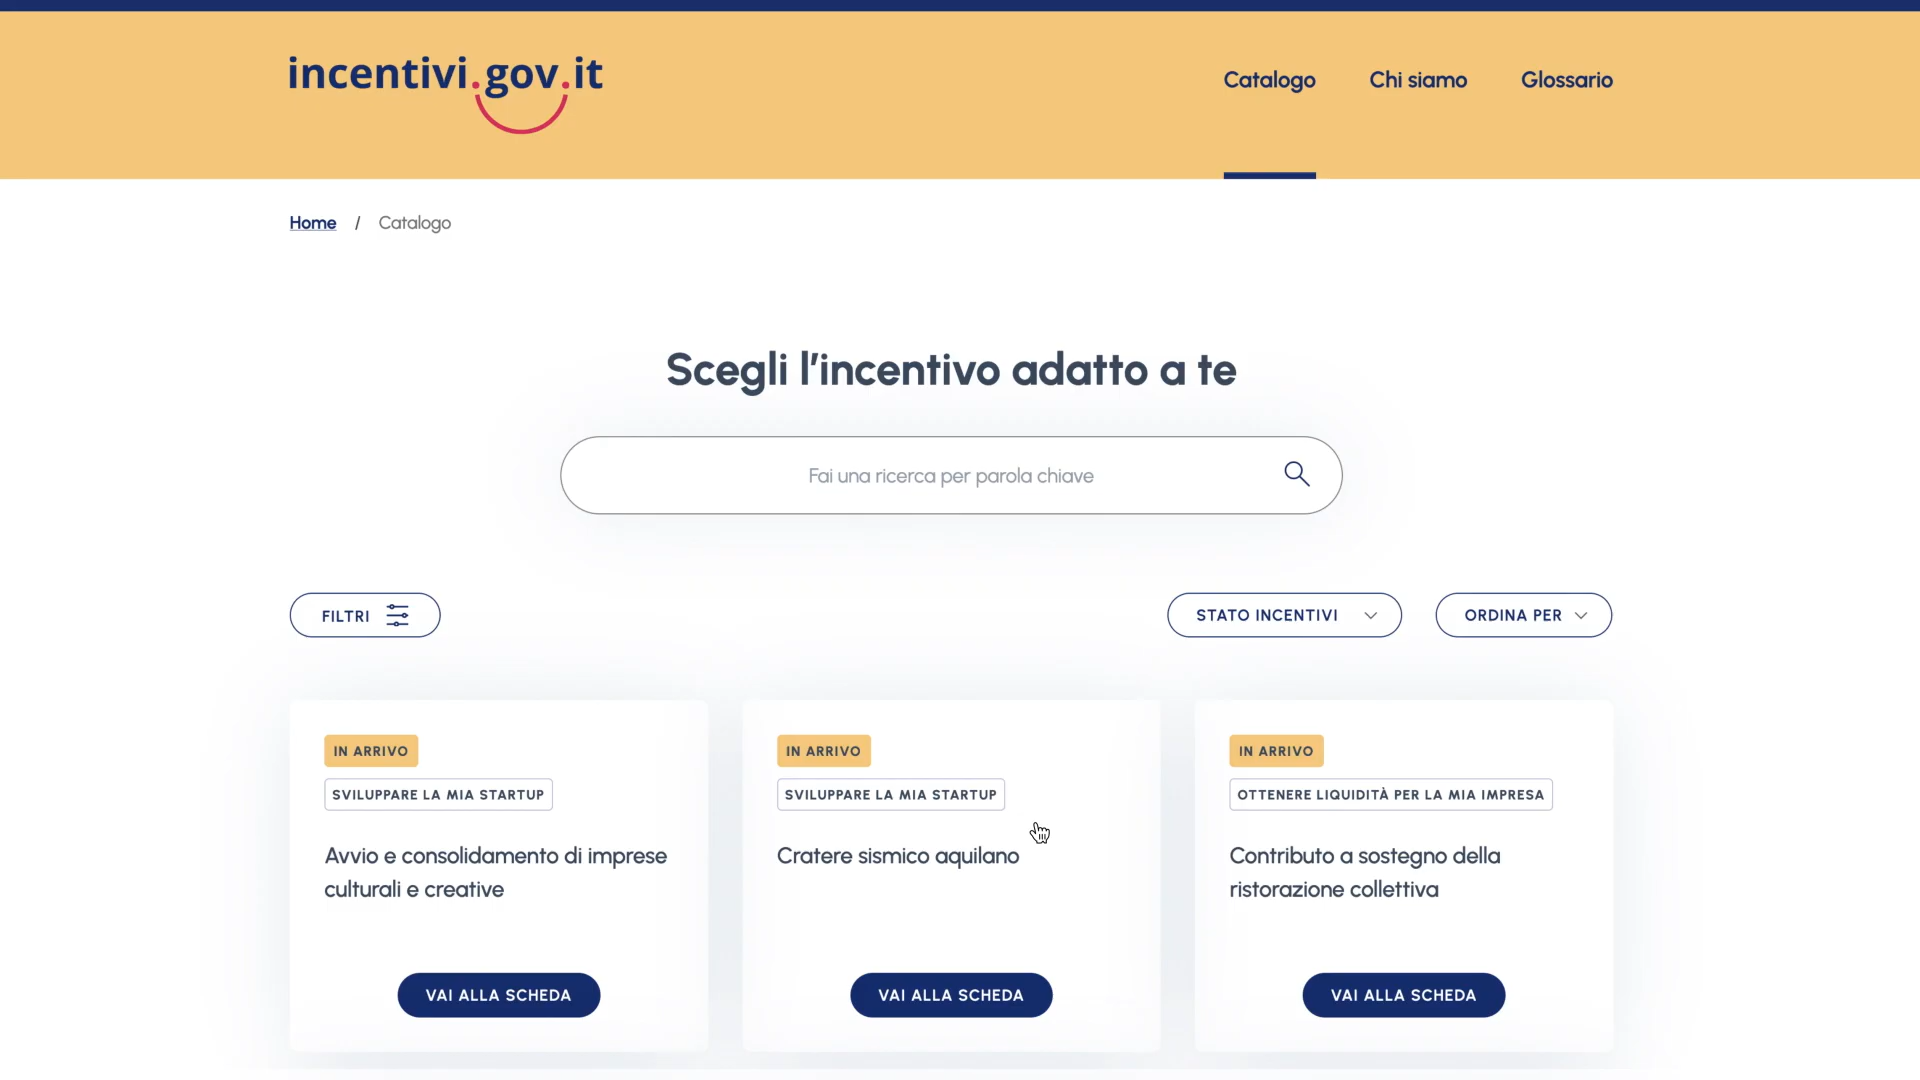 incentivi.gov.it
Catalogo
Chi siamo
Glossario
Home / Catalogo
Scegli l'incentivo adatto a te
Fai una ricerca per parola chiave
FILTRI
STATO INCENTIVI
ORDINA PER
IN ARRIVO
SVILUPPARE LA MIA STARTUP
Avvio e consolidamento di imprese
culturali e creative
VAI ALLA SCHEDA
IN ARRIVO
SVILUPPARE LA MIA STARTUP
Cratere sismico aquilano
VAI ALLA SCHEDA
IN ARRIVO
OTTENERE LIQUIDITÀ PER LA MIA IMPRESA
Contributo a sostegno della
ristorazione collettiva
VAI ALLA SCHEDA